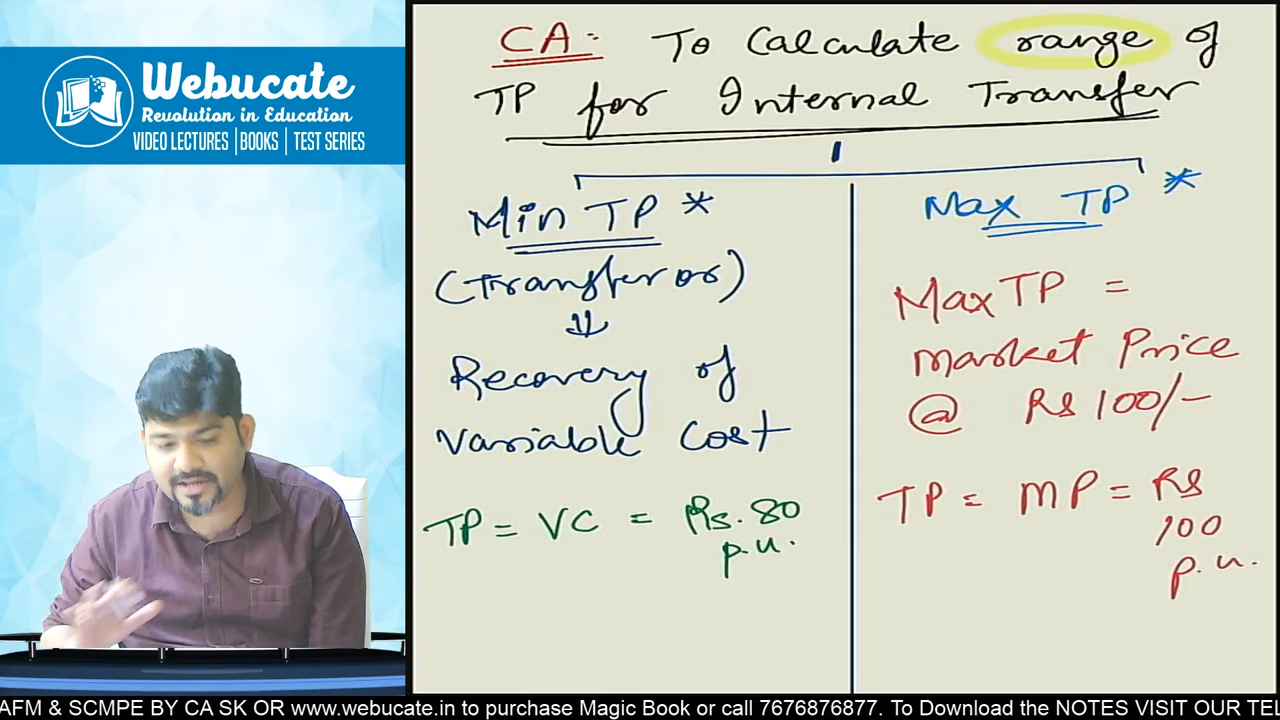 Webucate
Revolution in Education
VIDEO LECTURES | BOOKS | TEST SERIES
CA:- To Calculate range of
TP for Internal Transfer
Min TP *
(Transferor)
⇓
Recovery of
Variable Cost
TP = VC = Rs. 80
p.u.
Max TP *
Max TP =
Market Price
@ Rs 100/-
TP = MP = Rs
100
p.u.
AFM & SCMPE BY CA SK OR www.webucate.in to purchase Magic Book or call 7676876877. To Download the NOTES VISIT OUR TEL